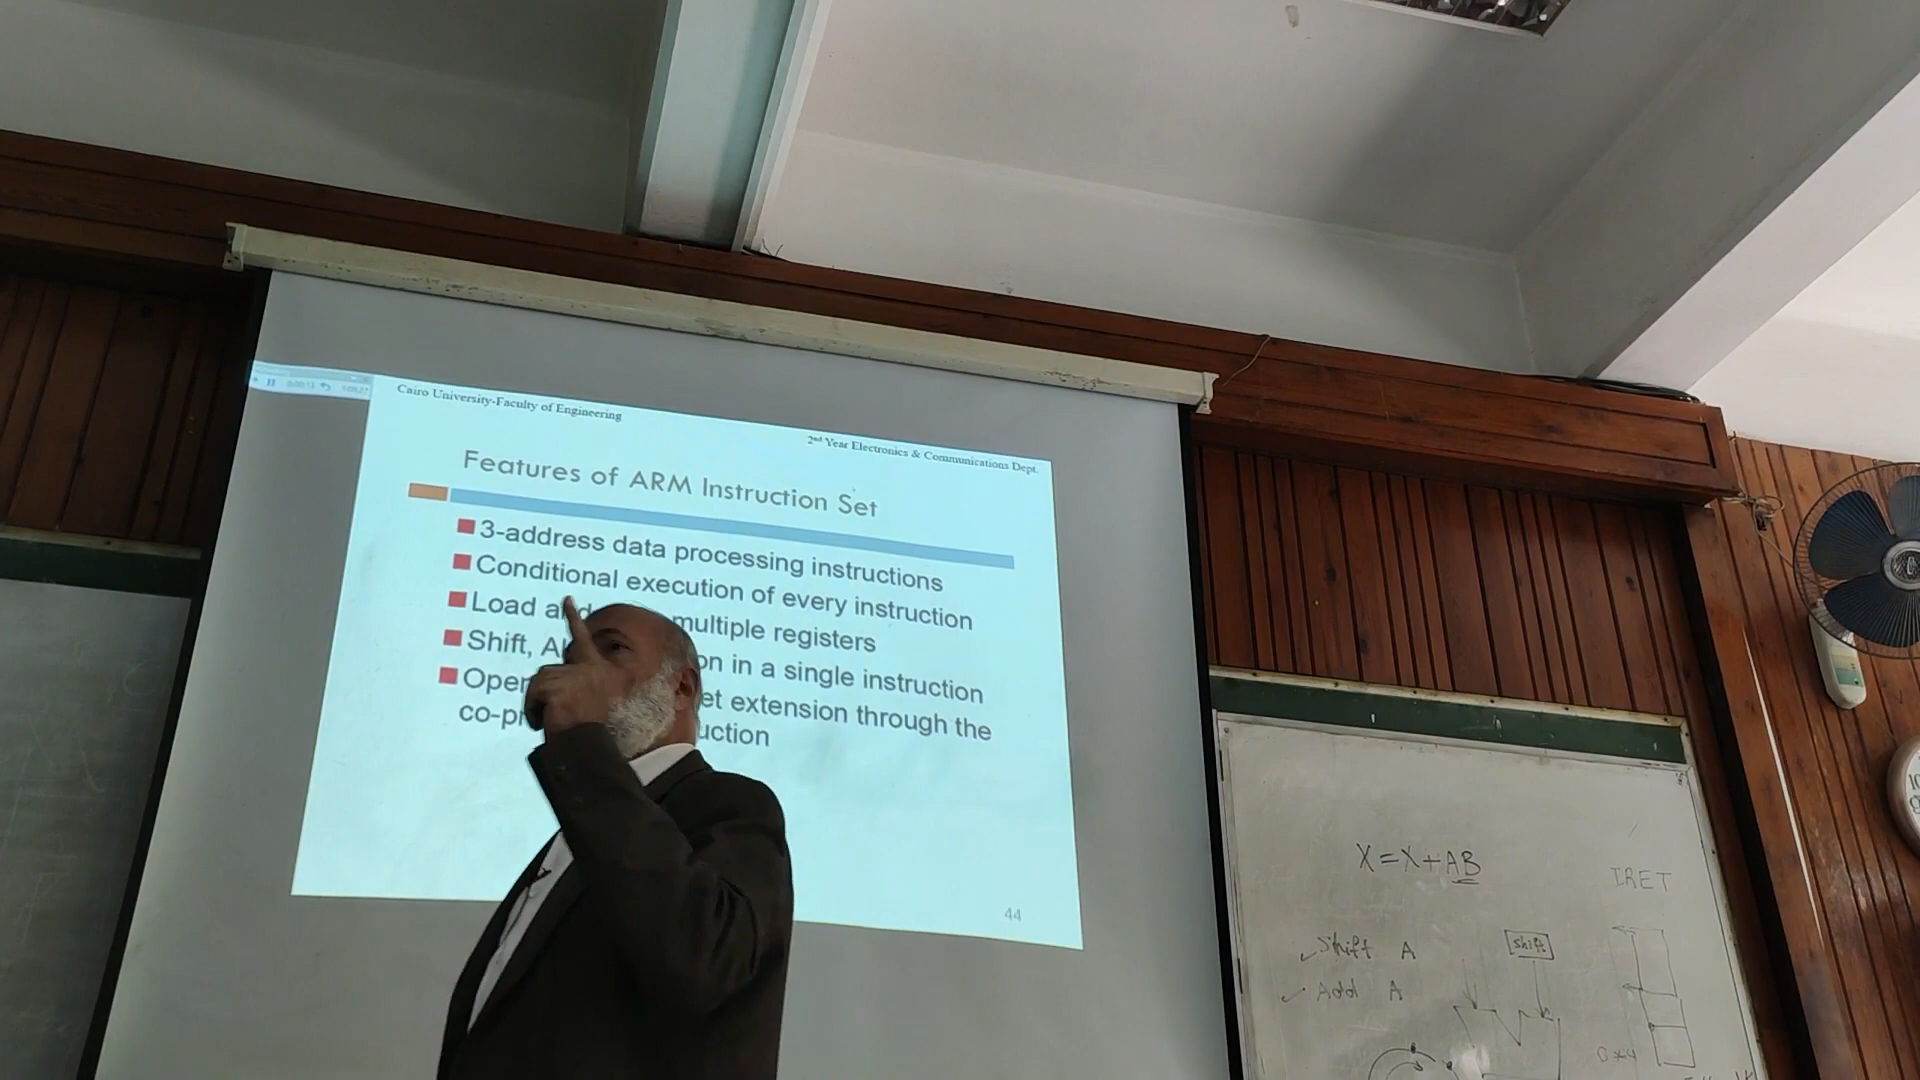 Cairo University-Faculty of Engineering
2nd Year Electronics & Communications Dept.
Features of ARM Instruction Set
3-address data processing instructions
Conditional execution of every instruction
Load multiple registers
Shift, in a single instruction
extension through the
44
X=X+AB
IRET
Shift A
shift
Add A